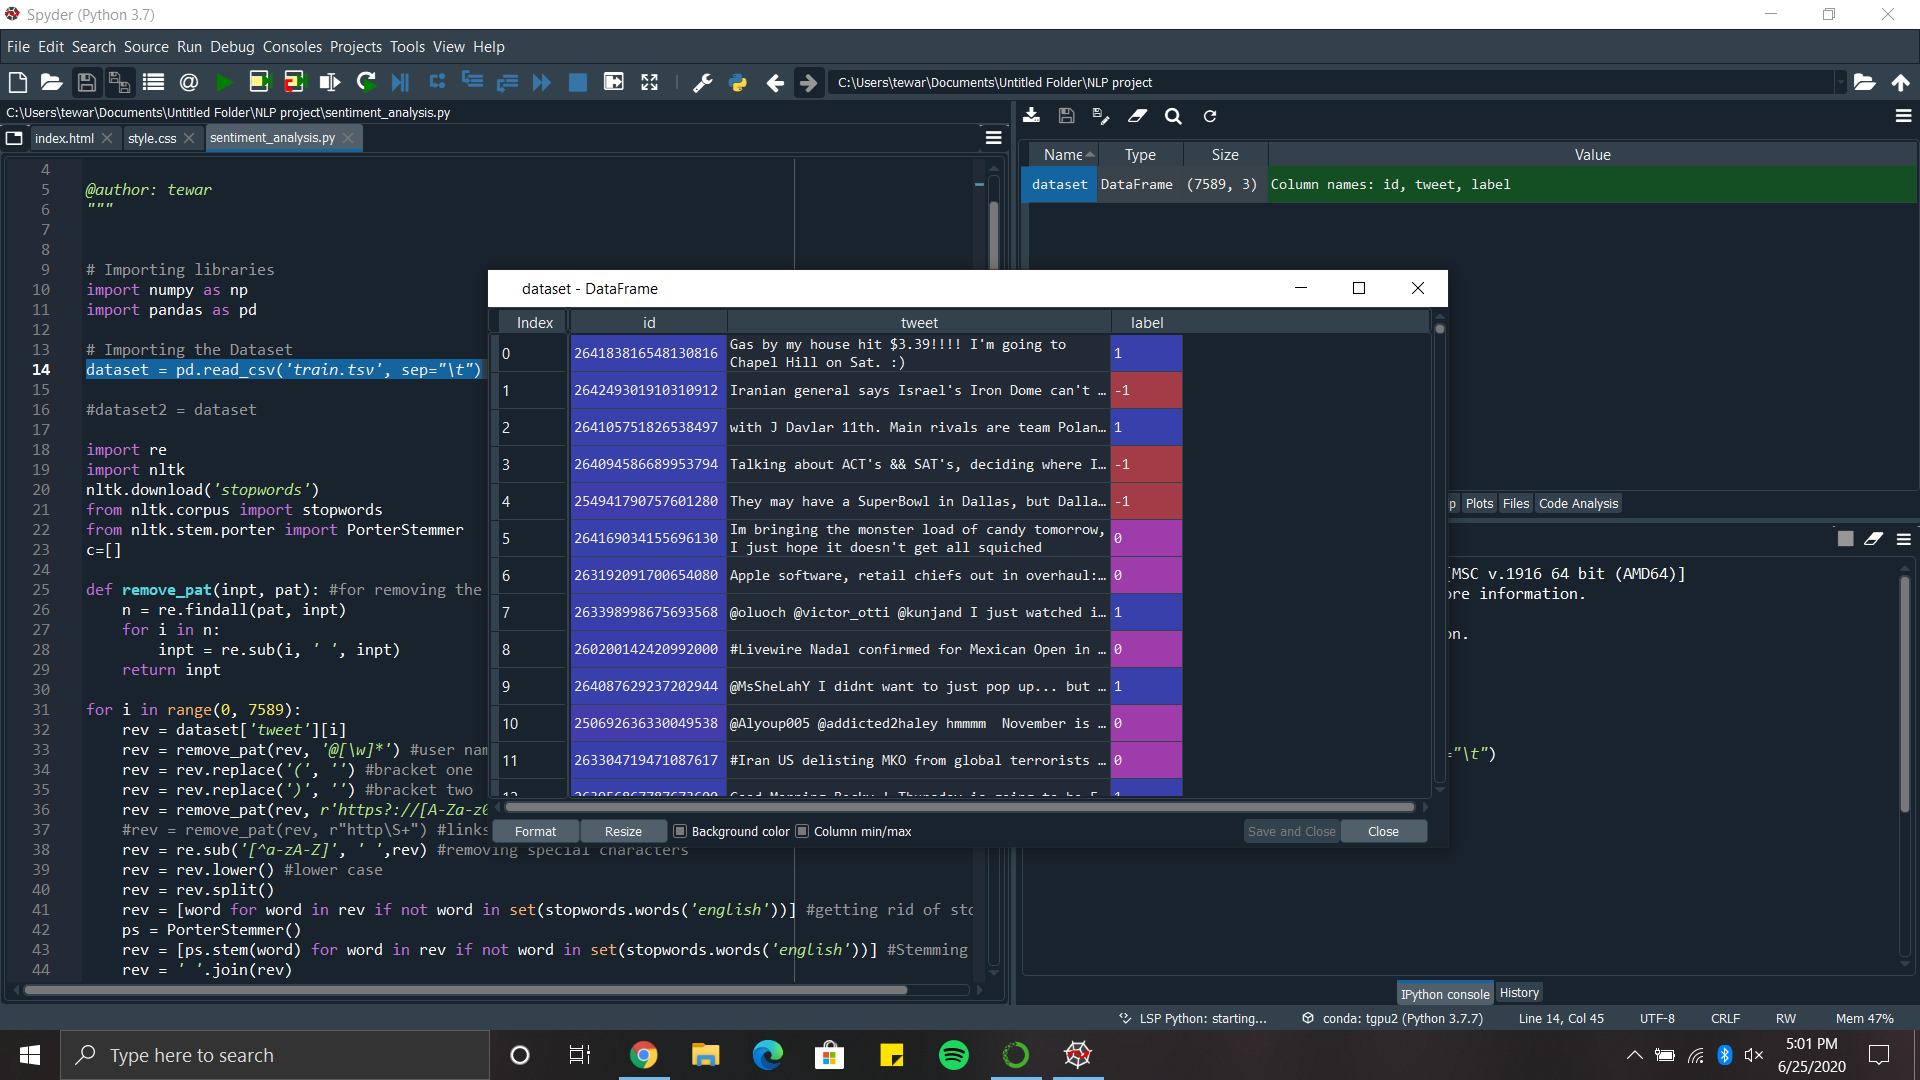 Spyder (Python 3.7)
File Edit Search Source Run Debug Consoles Projects Tools View Help
C:\Users\tewar\Documents\Untitled Folder\NLP project
C:\Users\tewar\Documents\Untitled Folder\NLP project\sentiment_analysis.py
index.html style.css sentiment_analysis.py
4
5 @author: tewar
6 """
7
8
9 # Importing libraries
10 import numpy as np
11 import pandas as pd
12
13 # Importing the Dataset
14 dataset = pd.read_csv('train.tsv', sep="\t")
15
16 #dataset2 = dataset
17
18 import re
19 import nltk
20 nltk.download('stopwords')
21 from nltk.corpus import stopwords
22 from nltk.stem.porter import PorterStemmer
23 c=[]
24
25 def remove_pat(inpt, pat): #for removing the
26 n = re.findall(pat, inpt)
27 for i in n:
28 inpt = re.sub(i, ' ', inpt)
29 return inpt
30
31 for i in range(0, 7589):
32 rev = dataset['tweet'][i]
33 rev = remove_pat(rev, '@[\w]*') #user nam
34 rev = rev.replace('(', '') #bracket one
35 rev = rev.replace(')', '') #bracket two
36 rev = remove_pat(rev, r'https?://[A-Za-z0
37 #rev = remove_pat(rev, r"http\S+") #links
38 rev = re.sub('[^a-zA-Z]', ' ',rev) #removing special characters
39 rev = rev.lower() #lower case
40 rev = rev.split()
41 rev = [word for word in rev if not word in set(stopwords.words('english'))] #getting rid of sto
42 ps = PorterStemmer()
43 rev = [ps.stem(word) for word in rev if not word in set(stopwords.words('english'))] #Stemming
44 rev = ' '.join(rev)
Name Type Size Value
dataset DataFrame (7589, 3) Column names: id, tweet, label
dataset - DataFrame
Index id tweet label
0 264183816548130816 Gas by my house hit $3.39!!!! I'm going to
Chapel Hill on Sat. :) 1
1 264249301910310912 Iranian general says Israel's Iron Dome can't … -1
2 264105751826538497 with J Davlar 11th. Main rivals are team Polan… 1
3 264094586689953794 Talking about ACT's && SAT's, deciding where I… -1
4 254941790757601280 They may have a SuperBowl in Dallas, but Dalla… -1
5 264169034155696130 Im bringing the monster load of candy tomorrow,
I just hope it doesn't get all squiched 0
6 263192091700654080 Apple software, retail chiefs out in overhaul:… 0
7 263398998675693568 @oluoch @victor_otti @kunjand I just watched i… 1
8 260200142420992000 #Livewire Nadal confirmed for Mexican Open in … 0
9 264087629237202944 @MsSheLahY I didnt want to just pop up... but … 1
10 250692636330049538 @Alyoup005 @addicted2haley hmmmm November is … 0
11 263304719471087617 #Iran US delisting MKO from global terrorists … 0
Format Resize Background color Column min/max Save and Close Close
p Plots Files Code Analysis
[MSC v.1916 64 bit (AMD64)]
ore information.
on.
="\t")
IPython console History
LSP Python: starting... conda: tgpu2 (Python 3.7.7) Line 14, Col 45 UTF-8 CRLF RW Mem 47%
Type here to search
5:01 PM
6/25/2020